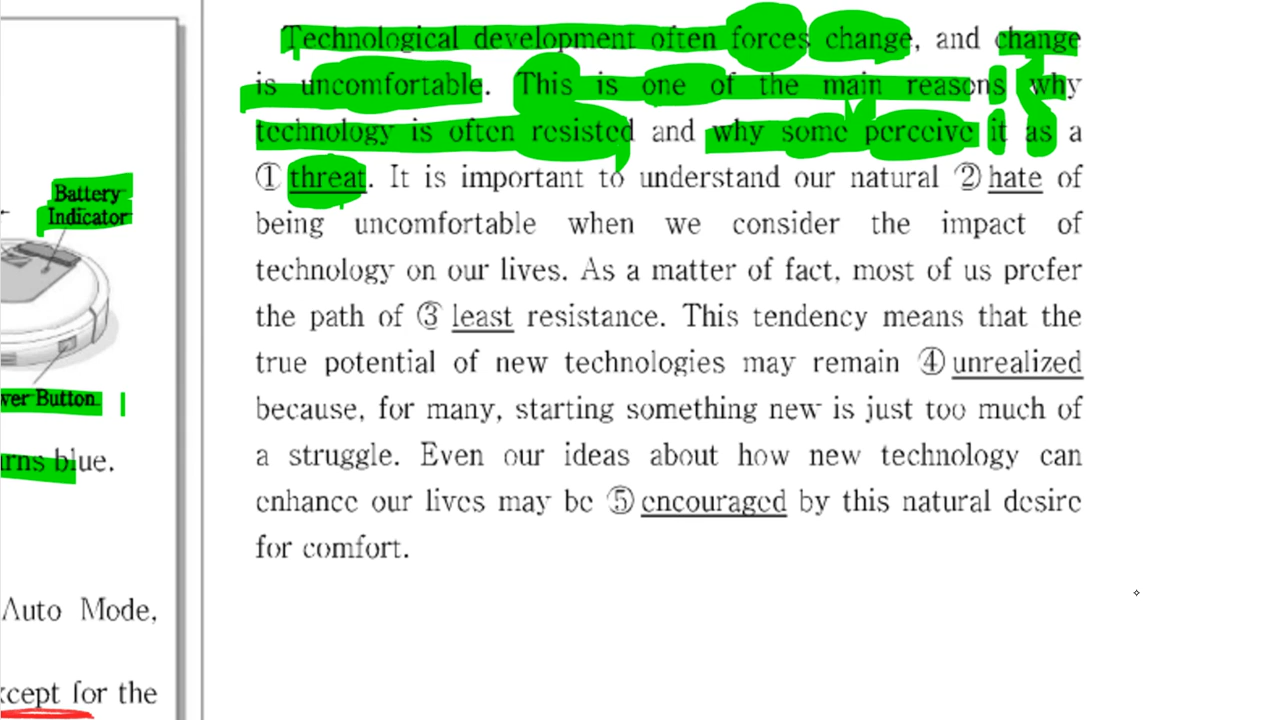 Technological development often forces change, and change
is uncomfortable. This is one of the main reasons why
technology is often resisted and why some perceive it as a
① threat. It is important to understand our natural ② hate of
being uncomfortable when we consider the impact of
technology on our lives. As a matter of fact, most of us prefer
the path of ③ least resistance. This tendency means that the
true potential of new technologies may remain ④ unrealized
because, for many, starting something new is just too much of
a struggle. Even our ideas about how new technology can
enhance our lives may be ⑤ encouraged by this natural desire
for comfort.
Battery
Indicator
Button
blue.
Auto Mode,
for the